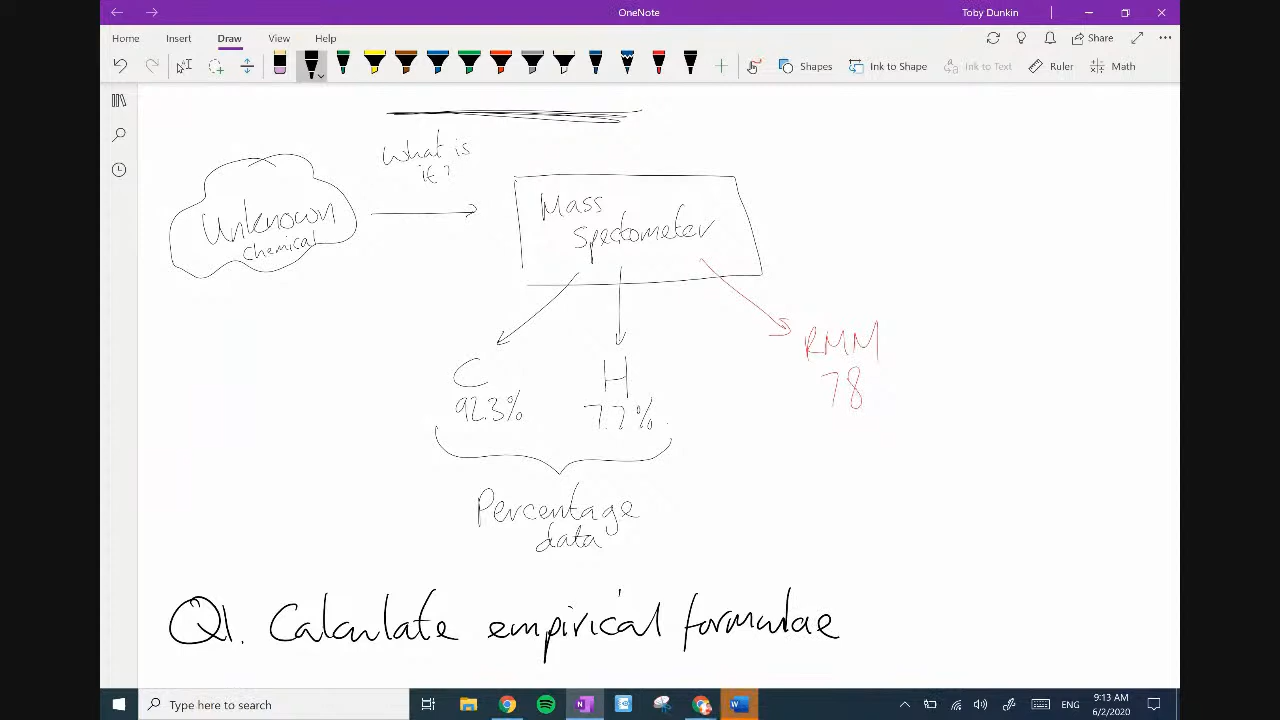 OneNote
Toby Dunkin
Home Insert Draw View Help
Share
Shapes Ink to Shape Ink to Text Ruler Math
What is
it?
Unknown
Chemical
Mass
Spectometer
RMM
78
C H
92.3% 7.7%
Percentage
data
Q1. Calculate empirical formulae
Type here to search
ENG
9:13 AM
6/2/2020